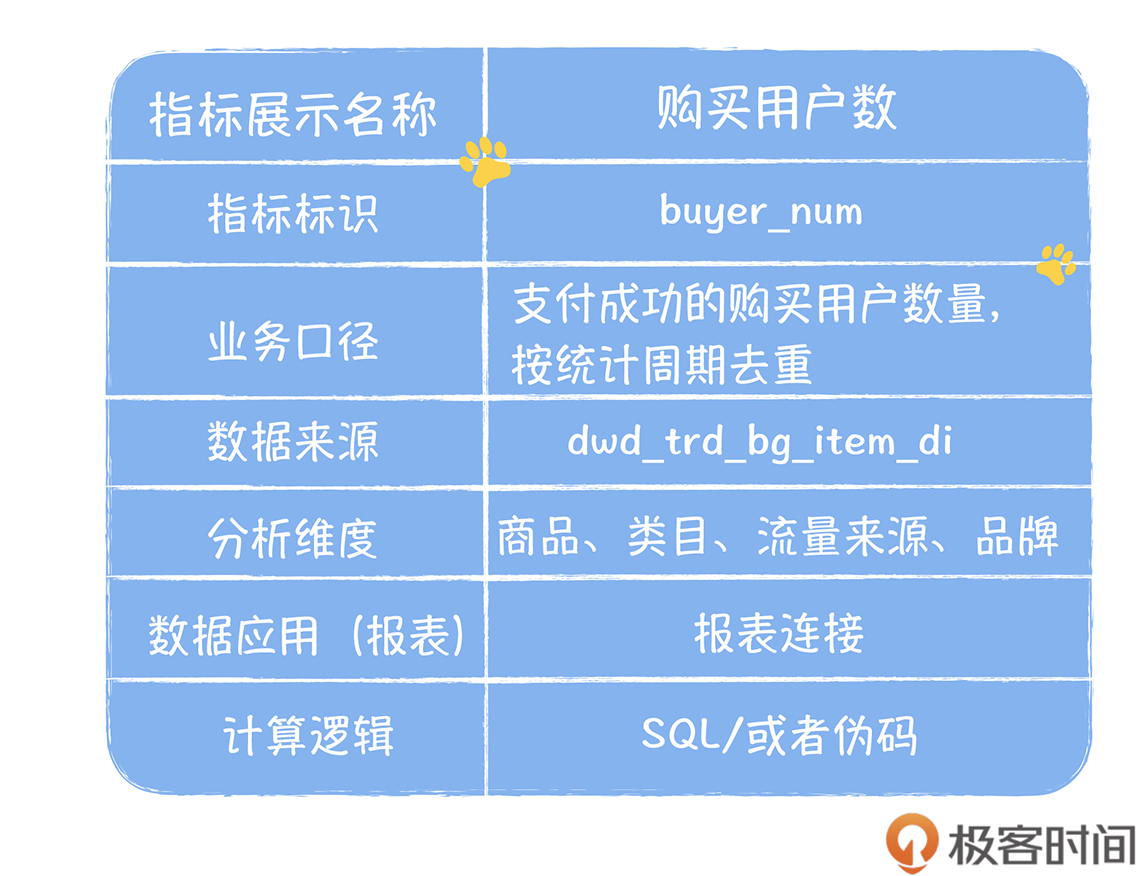 指标展示名称 购买用户数
指标标识 buyer_num
业务口径 支付成功的购买用户数量,
按统计周期去重
数据来源 dwd_trd_bg_item_di
分析维度 商品、类目、流量来源、品牌
数据应用(报表) 报表连接
计算逻辑 SQL/或者伪码
极客时间